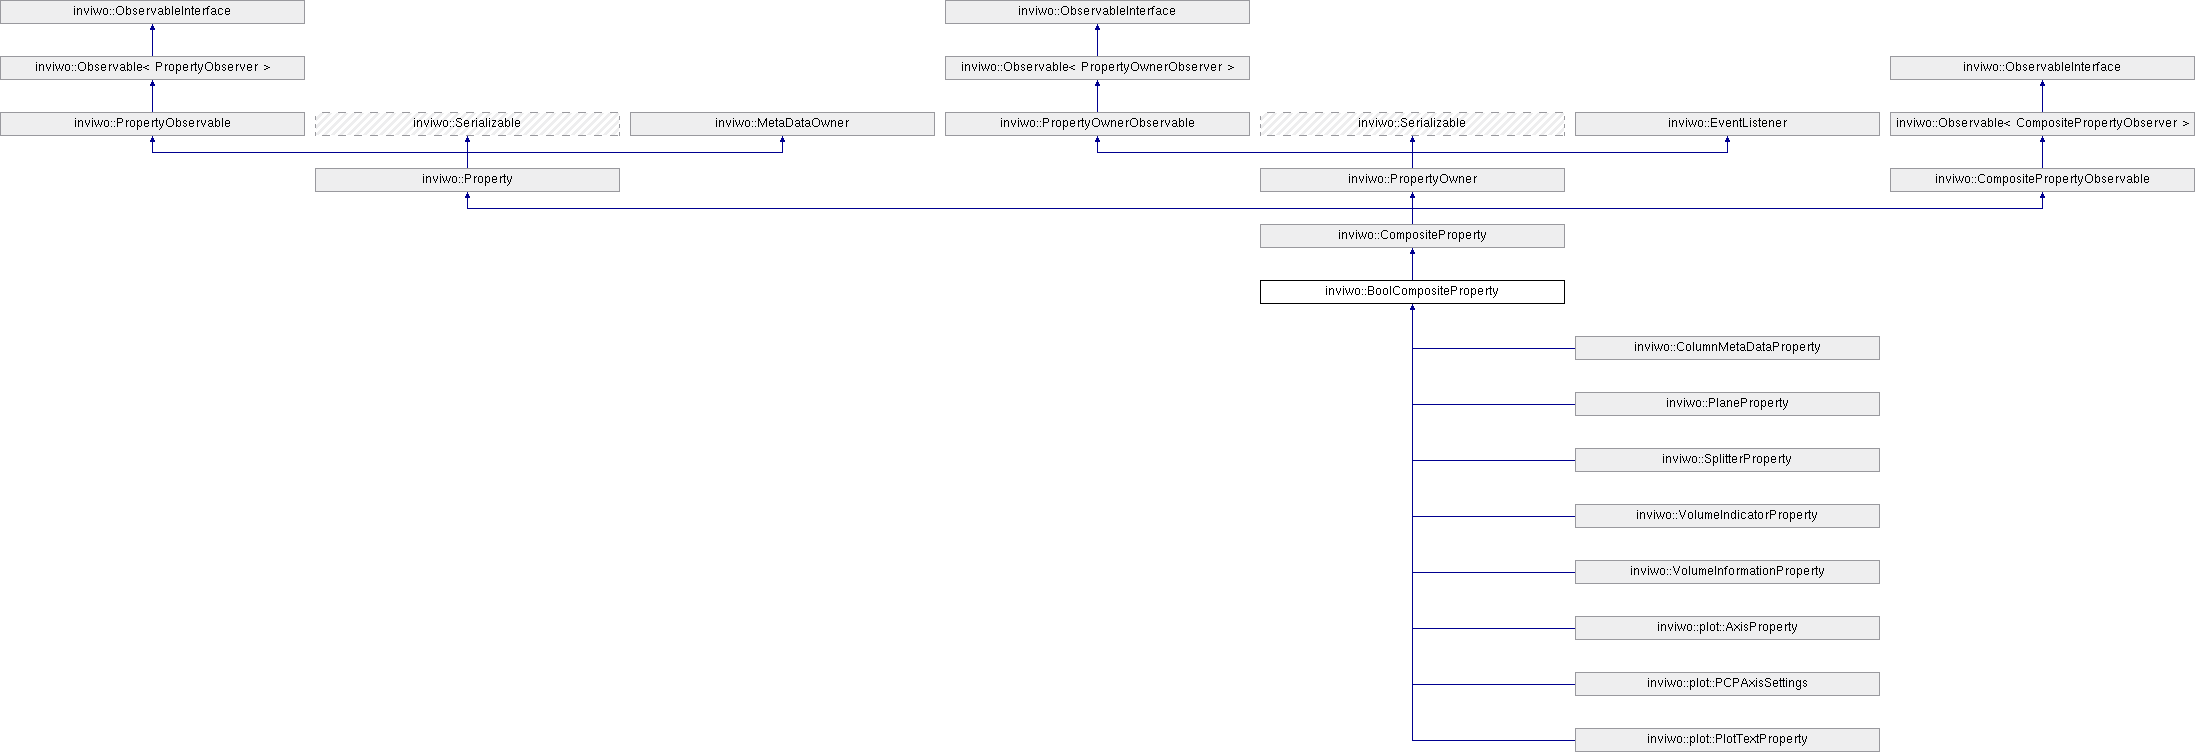 inviwo::ObservableInterface
inviwo::ObservableInterface
inviwo::Observable< PropertyObserver >
inviwo::Observable< PropertyOwnerObserver >
inviwo::ObservableInterface
inviwo::PropertyObservable
inviwo::Serializable
inviwo::MetaDataOwner
inviwo::PropertyOwnerObservable
inviwo::Serializable
inviwo::EventListener
inviwo::Observable< CompositePropertyObserver >
inviwo::Property
inviwo::PropertyOwner
inviwo::CompositePropertyObservable
inviwo::CompositeProperty
inviwo::BoolCompositeProperty
inviwo::ColumnMetaDataProperty
inviwo::PlaneProperty
inviwo::SplitterProperty
inviwo::VolumeIndicatorProperty
inviwo::VolumeInformationProperty
inviwo::plot::AxisProperty
inviwo::plot::PCPAxisSettings
inviwo::plot::PlotTextProperty